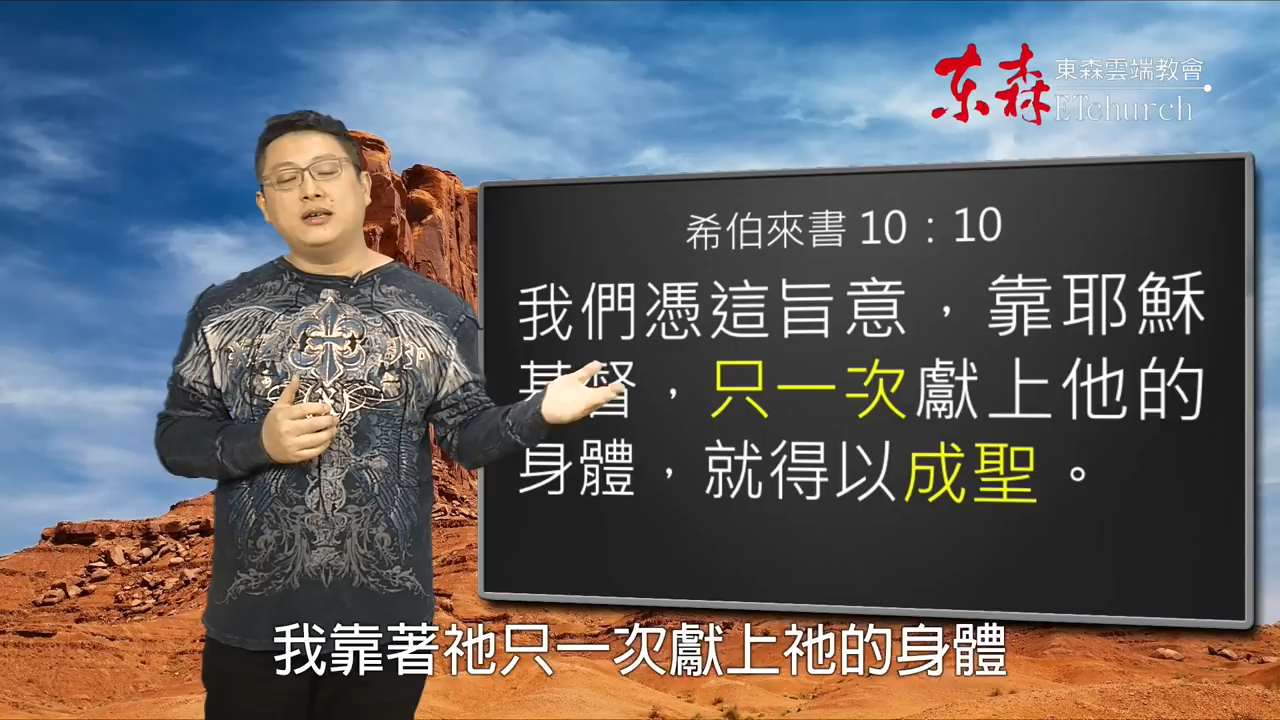 东森
東森雲端教會
ETchurch
希伯來書 10：10
我們憑這旨意，靠耶穌
基督，只一次獻上他的
身體，就得以成聖。
我靠著祂只一次獻上祂的身體